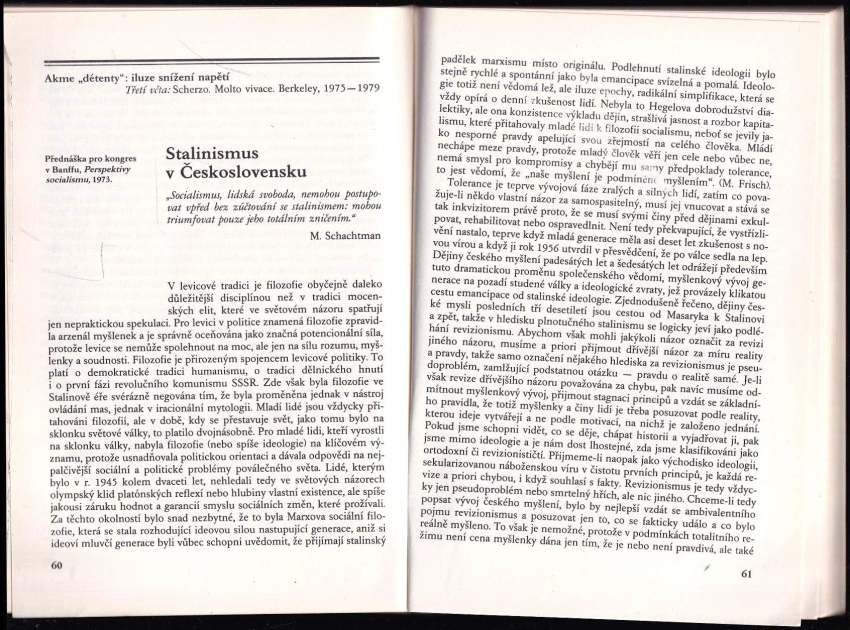 Akme „détenty“: iluze snížení napětí
Třetí věta: Scherzo. Molto vivace. Berkeley, 1975—1979
Přednáška pro kongres
v Banffu, Perspektivy
socialismu, 1973.
Stalinismus
v Československu
„Socialismus, lidská svoboda, nemohou postupo-
vat vpřed bez zúčtování se stalinismem: mohou
triumfovat pouze jeho totálním zničením.“
M. Schachtman
V levicové tradici je filozofie obyčejně daleko
důležitější disciplínou než v tradici mocen-
ských elit, které ve světovém názoru spatřují
jen nepraktickou spekulaci. Pro levici v politice znamená filozofie zpravid-
la arzenál myšlenek a je správně oceňována jako značná potencionální síla,
protože levice se nemůže spolehnout na moc, ale jen na sílu rozumu, myš-
lenky a soudnosti. Filozofie je přirozeným spojencem levicové politiky. To
platí o demokratické tradici humanismu, o tradici dělnického hnutí
i o první fázi revolučního komunismu SSSR. Zde však byla filozofie ve
Stalinově éře svérázně negována tím, že byla proměněna jednak v nástroj
ovládání mas, jednak v iracionální mytologii. Mladí lidé jsou vždycky při-
tahováni filozofií, ale v době, kdy se přestavuje svět, jako tomu bylo na
sklonku světové války, to platilo dvojnásobně. Pro mladé lidi, kteří vyrostli
na sklonku války, nabyla filozofie (nebo spíše ideologie) na klíčovém vý-
znamu, protože usnadňovala politickou orientaci a dávala odpovědi na nej-
palčivější sociální a politické problémy poválečného světa. Lidé, kterým
bylo v r. 1945 kolem dvaceti let, nehledali tedy ve světových názorech
olympský klid platónských reflexí nebo hlubiny vlastní existence, ale spíše
jakousi záruku hodnot a garancií smyslu sociálních změn, které prožívali.
Za těchto okolností bylo snad nezbytné, že to byla Marxova sociální filo-
zofie, která se stala rozhodující ideovou silou nastupující generace, aniž si
ideoví mluvčí generace byli vůbec schopni uvědomit, že přijímají stalinský
60
padělek marxismu místo originálu. Podlehnutí stalinské ideologii bylo
stejně rychlé a spontánní jako byla emancipace svízelná a pomalá. Ideolo-
gie totiž není vědomá lež, ale iluze epochy, radikální simplifikace, která se
vždy opírá o denní zkušenost lidí. Nebyla to Hegelova dobrodružství dia-
lektiky, ale ona konzistence výkladu dějin, strašlivá jasnost a rozbor kapita-
lismu, které přitahovaly mladé lidi k filozofii socialismu, neboť se jevily ja-
ko nesporné pravdy apelující svou zřejmostí na celého člověka. Mládí
nechápe meze pravdy, protože mladý člověk věří jen cele nebo vůbec ne,
nemá smysl pro kompromisy a chybějí mu samy předpoklady tolerance,
to jest vědomí, že „naše myšlení je podmíněné myšlením“. (M. Frisch).
Tolerance je teprve vývojová fáze zralých a silných lidí, zatím co pova-
žuje-li někdo vlastní názor za samospasitelný, musí jej vnucovat a stává se
tak inkvizitorem právě proto, že se musí svými činy před dějinami exkul-
povat, rehabilitovat nebo ospravedlnit. Není tedy překvapující, že vystřízli-
vění nastalo, teprve když mladá generace měla asi deset let zkušenost s no-
vou vírou a když ji rok 1956 utvrdil v přesvědčení, že po válce sedla na lep.
Dějiny českého myšlení padesátých let a šedesátých let odrážejí především
tuto dramatickou proměnu společenského vědomí, myšlenkový vývoj ge-
nerace na pozadí studené války a ideologické zvraty, jež provázely klikatou
cestu emancipace od stalinské ideologie. Zjednodušeně řečeno, dějiny čes-
ké mysli posledních tří desetiletí jsou cestou od Masaryka k Stalinovi
a zpět, takže v hledisku plnotučného stalinismu se logicky jeví jako podlé-
hání revizionismu. Abychom však mohli jakýkoli názor označit za revizi
jiného názoru, musíme a priori přijmout dřívější názor za míru reality
a pravdy, takže samo označení nějakého hlediska za revizionismus je pseu-
doproblém, zamlžující podstatnou otázku — pravdu o realitě samé. Je-li
však revize dřívějšího názoru považována za chybu, pak navíc musíme od-
mítnout myšlenkový vývoj, přijmout stagnaci principů a vzdát se základní-
ho pravidla, že totiž myšlenky a činy lidí je třeba posuzovat podle reality,
kterou ideje vytvářejí a ne podle motivací, na nichž je založeno jednání.
Pokud jsme schopni vidět, co se děje, chápat historii a vyjadřovat ji, pak
jsme mimo ideologie a je nám dost lhostejné, zda jsme klasifikováni jako
ortodoxní či revizionističtí. Přijmeme-li naopak jako východisko ideologii,
sekularizovanou náboženskou víru v čistotu prvních principů, je každá re-
vize a priori chybou, i když souhlasí s fakty. Revizionismus je tedy vždyc-
ky jen pseudoproblém nebo smrtelný hřích, ale nic jiného. Chceme-li tedy
popsat vývoj českého myšlení, bylo by nejlepší vzdát se ambivalentního
pojmu revizionismus a posuzovat jen to, co se fakticky událo a co bylo
reálně myšleno. To však je nemožné, protože v podmínkách totalitního re-
žimu není cena myšlenky dána jen tím, že je nebo není pravdivá, ale také
61